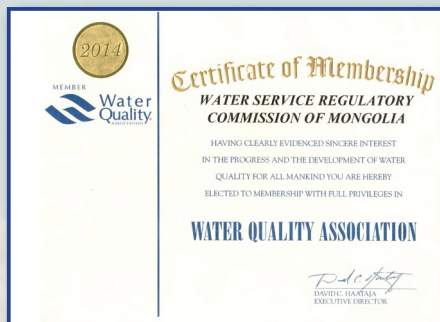 2014
MEMBER
Water
Quality
ASSOCIATION
Certificate of Membership
WATER SERVICE REGULATORY
COMMISSION OF MONGOLIA
HAVING CLEARLY EVIDENCED SINCERE INTEREST
IN THE PROGRESS AND THE DEVELOPMENT OF WATER
QUALITY FOR ALL MANKIND YOU ARE HEREBY
ELECTED TO MEMBERSHIP WITH FULL PRIVILEGES IN
WATER QUALITY ASSOCIATION
DAVID C. HAATAJA
EXECUTIVE DIRECTOR